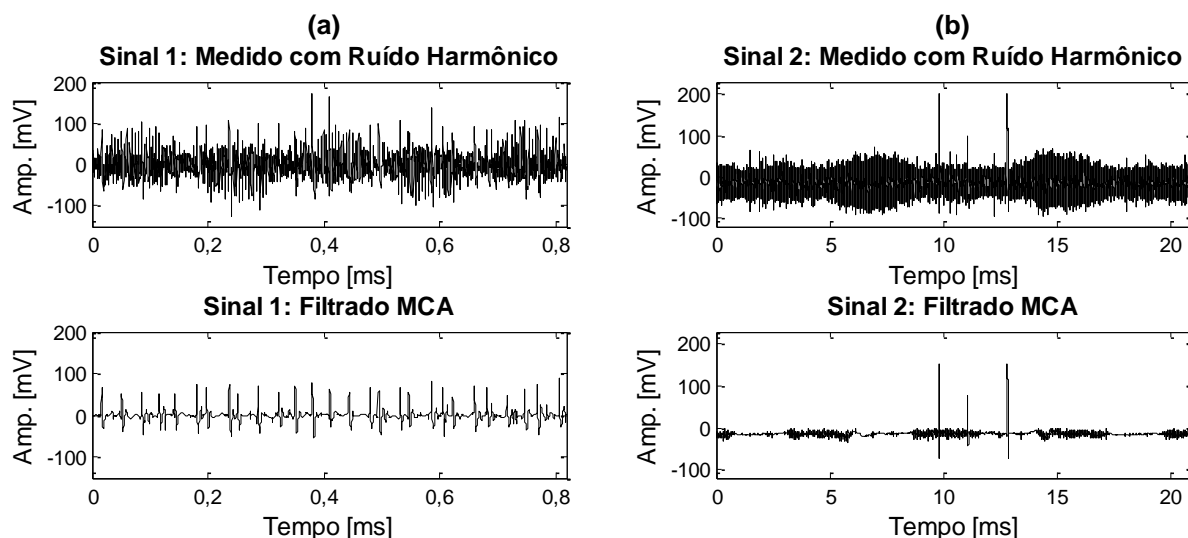 (a)
Sinal 1: Medido com Ruído Harmônico
200
100
0
-100
Amp. [mV]
0 0,2 0,4 0,6 0,8
Tempo [ms]
Sinal 1: Filtrado MCA
200
100
0
-100
Amp. [mV]
0 0,2 0,4 0,6 0,8
Tempo [ms]
(b)
Sinal 2: Medido com Ruído Harmônico
200
100
0
-100
Amp. [mV]
0 5 10 15 20
Tempo [ms]
Sinal 2: Filtrado MCA
200
100
0
-100
Amp. [mV]
0 5 10 15 20
Tempo [ms]